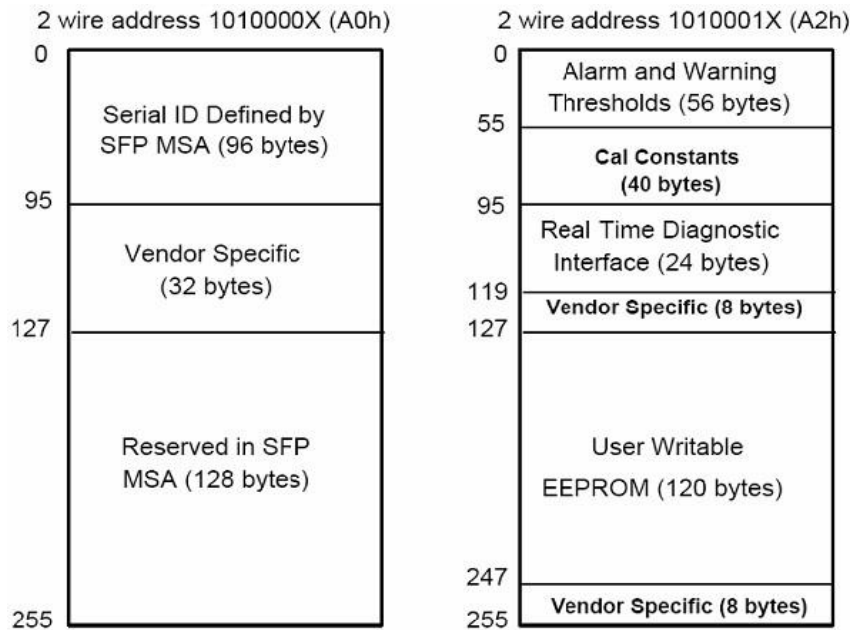 2 wire address 1010000X (A0h)
0
Serial ID Defined by
SFP MSA (96 bytes)
95
Vendor Specific
(32 bytes)
127
Reserved in SFP
MSA (128 bytes)
255
2 wire address 1010001X (A2h)
0
Alarm and Warning
Thresholds (56 bytes)
55
Cal Constants
(40 bytes)
95
Real Time Diagnostic
Interface (24 bytes)
119
Vendor Specific (8 bytes)
127
User Writable
EEPROM (120 bytes)
247
Vendor Specific (8 bytes)
255